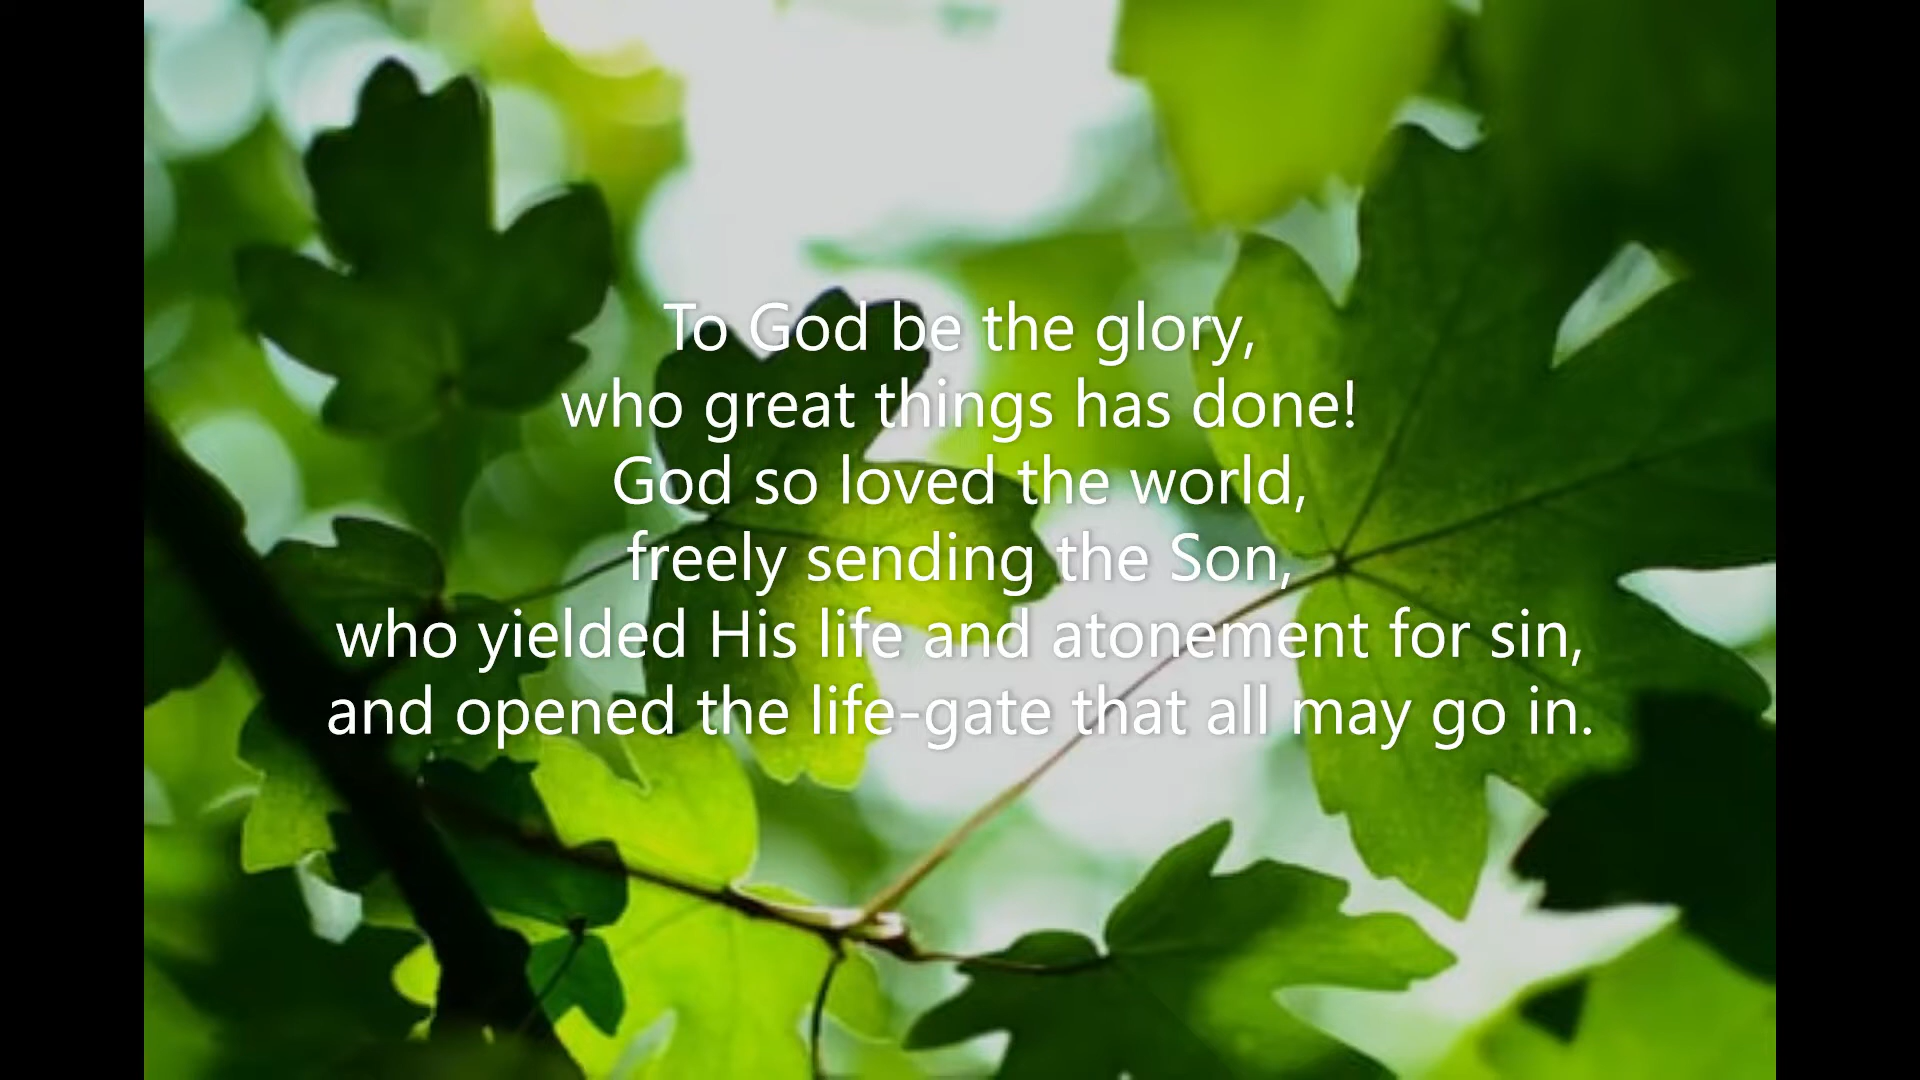 To God be the glory,
who great things has done!
God so loved the world,
freely sending the Son,
who yielded His life and atonement for sin,
and opened the life-gate that all may go in.